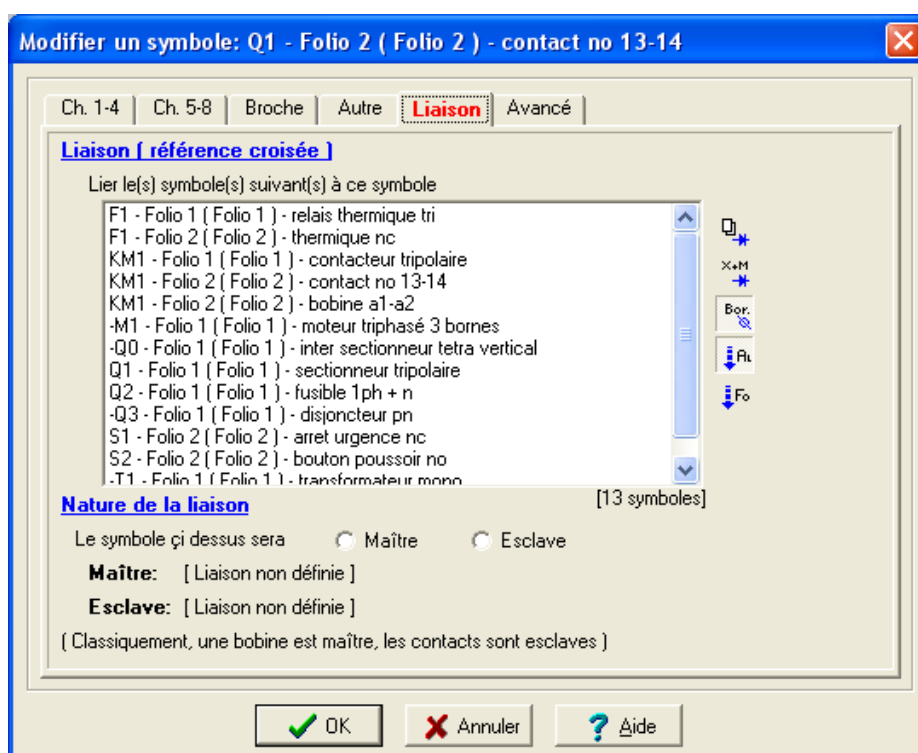 Modifier un symbole: Q1 - Folio 2 ( Folio 2 ) - contact no 13-14
Ch. 1-4 Ch. 5-8 Broche Autre Liaison Avancé
Liaison ( référence croisée )
Lier le(s) symbole(s) suivant(s) à ce symbole
F1 - Folio 1 ( Folio 1 ) - relais thermique tri
F1 - Folio 2 ( Folio 2 ) - thermique nc
KM1 - Folio 1 ( Folio 1 ) - contacteur tripolaire
KM1 - Folio 2 ( Folio 2 ) - contact no 13-14
KM1 - Folio 2 ( Folio 2 ) - bobine a1-a2
-M1 - Folio 1 ( Folio 1 ) - moteur triphasé 3 bornes
-Q0 - Folio 1 ( Folio 1 ) - inter sectionneur tetra vertical
Q1 - Folio 1 ( Folio 1 ) - sectionneur tripolaire
Q2 - Folio 1 ( Folio 1 ) - fusible 1ph + n
-Q3 - Folio 1 ( Folio 1 ) - disjoncteur pn
S1 - Folio 2 ( Folio 2 ) - arret urgence nc
S2 - Folio 2 ( Folio 2 ) - bouton poussoir no
-T1 - Folio 1 ( Folio 1 ) - transformateur mono
X+M
Bor.
Au
Fo
[13 symboles]
Nature de la liaison
Le symbole çi dessus sera Maître Esclave
Maître: [ Liaison non définie ]
Esclave: [ Liaison non définie ]
( Classiquement, une bobine est maître, les contacts sont esclaves )
OK Annuler Aide